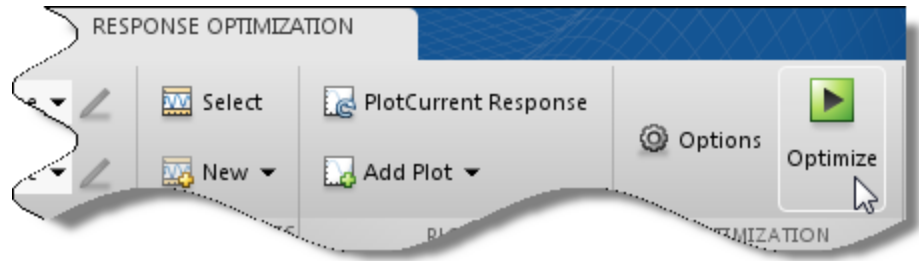 RESPONSE OPTIMIZATION
Select
PlotCurrent Response
Options
Optimize
New
Add Plot